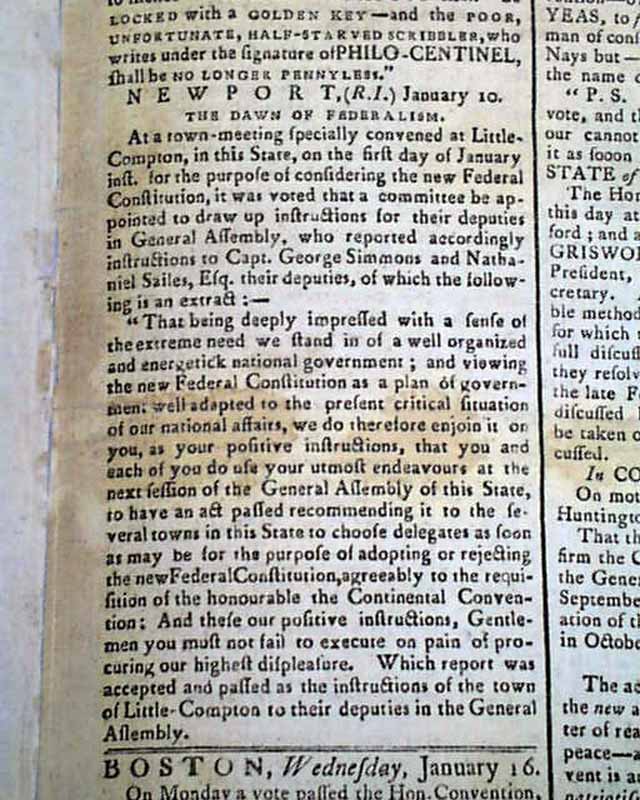 LOCKED with a GOLDEN KEY—and the POOR,
UNFORTUNATE, HALF-STARVED SCRIBBLER, who
writes under the ſignature of PHILO-CENTINEL,
ſhall be NO LONGER PENNYLESS."
NEWPORT, (R.I.) January 10.
THE DAWN OF FEDERALISM.
At a town-meeting ſpecially convened at Little-
Compton, in this State, on the firſt day of January
inſt. for the purpoſe of conſidering the new Federal
Conſtitution, it was voted that a committee be ap-
pointed to draw up inſtructions for their deputies
in General Aſſembly, who reported accordingly
inſtructions to Capt. George Simmons and Natha-
niel Sailes, Eſq. their deputies, of which the follow-
ing is an extract :—
"That being deeply impreſſed with a ſenſe of
the extreme need we ſtand in of a well organized
and energetick national government ; and viewing
the new Federal Conſtitution as a plan of govern-
ment well adapted to the preſent critical ſituation
of our national affairs, we do therefore enjoin it on
you, as your poſitive inſtructions, that you and
each of you do uſe your utmoſt endeavours at the
next ſeſſion of the General Aſſembly of this State,
to have an act paſſed recommending it to the ſe-
veral towns in this State to chooſe delegates as ſoon
as may be for the purpoſe of adopting or rejecting
the new Federal Conſtitution, agreeably to the requi-
ſition of the honourable the Continental Conven-
tion: And theſe our poſitive inſtructions, Gentle-
men you muſt not fail to execute on pain of pro-
curing our higheſt diſpleaſure. Which report was
accepted and paſſed as the inſtructions of the town
of Little-Compton to their deputies in the General
Aſſembly.
BOSTON, Wedneſday, January 16.
On Monday a vote paſſed the Hon. Convention,
YEAS, to
man of
Nays but —
the name
"P. S.
vote, and
our cannot
it as ſooon
STATE of
The
this day at
ford ; and
Preſident,
cretary.
ble method
for which
full
they
the late
diſcuſſed
be taken
cuſſed.
In
On
Huntington
That
firm the
the
September
ation of
in
The
the new
ter of
peace—
vent is